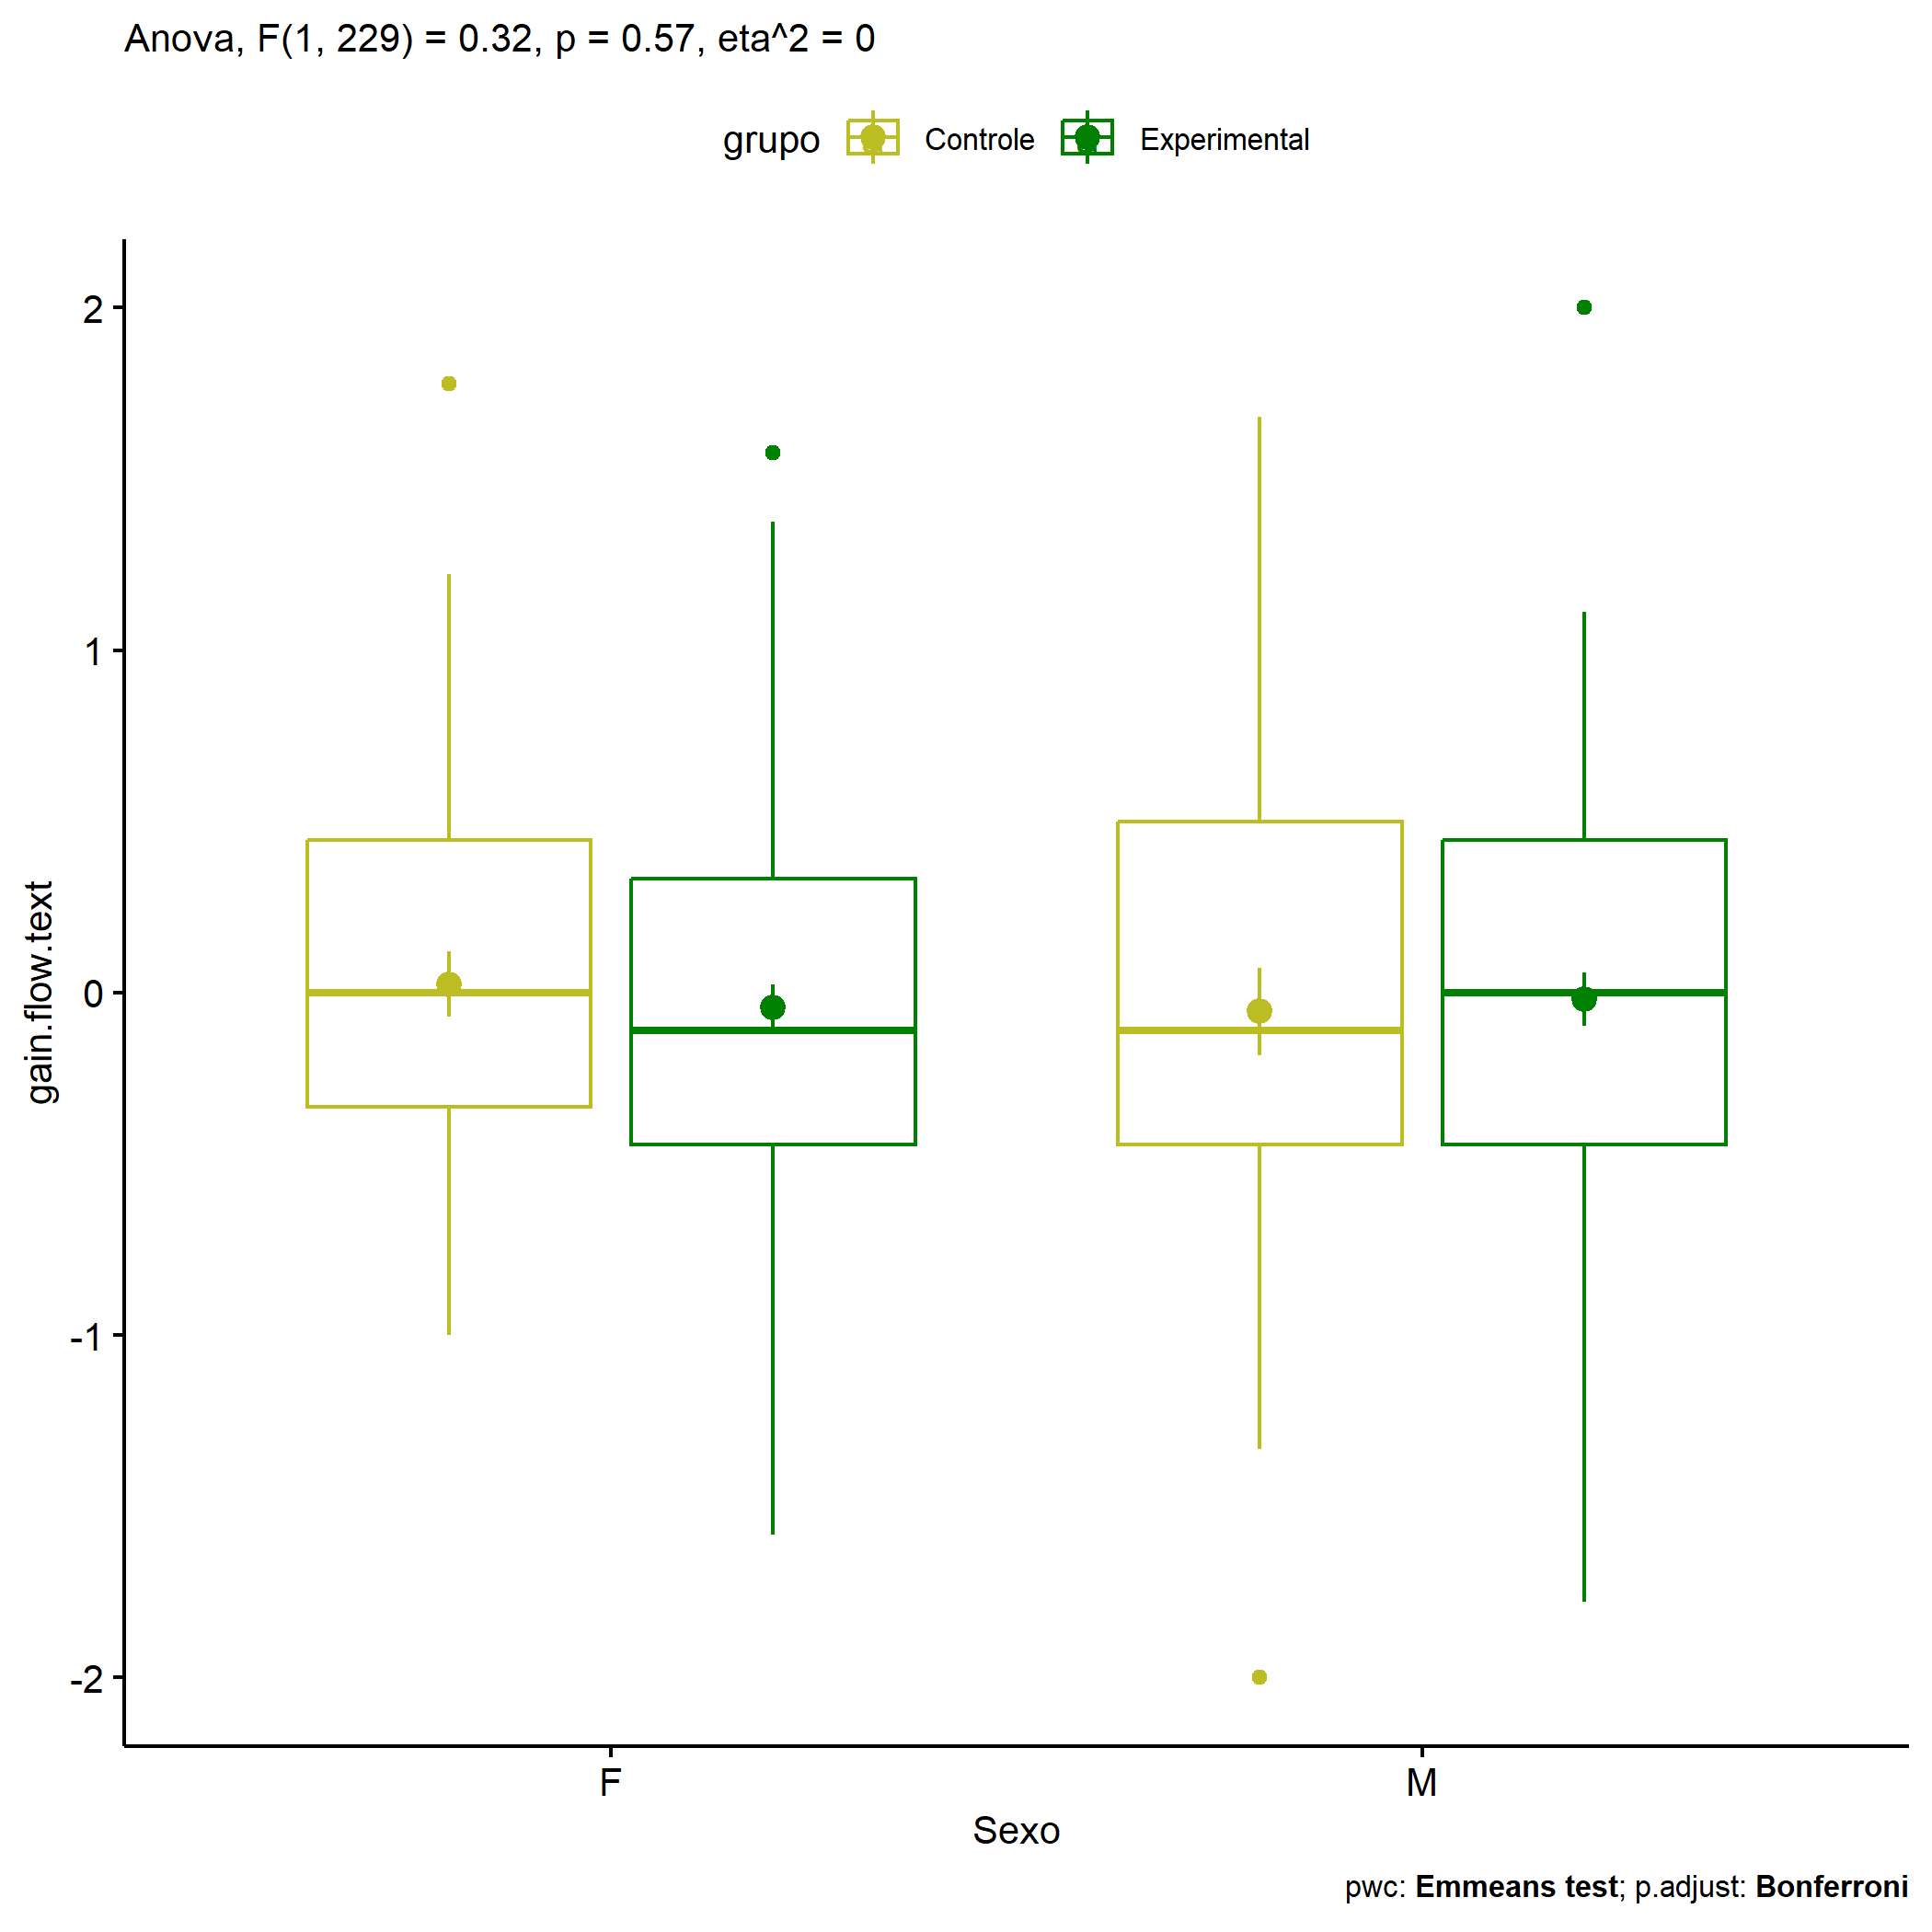 Anova, F(1, 229) = 0.32, p = 0.57, eta^2 = 0
grupo Controle Experimental
2
1
0
-1
-2
gain.flow.text
F M
Sexo
pwc: Emmeans test; p.adjust: Bonferroni